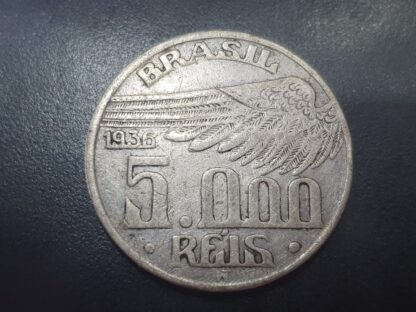 BRASIL
1936
5.000
· RÉIS ·